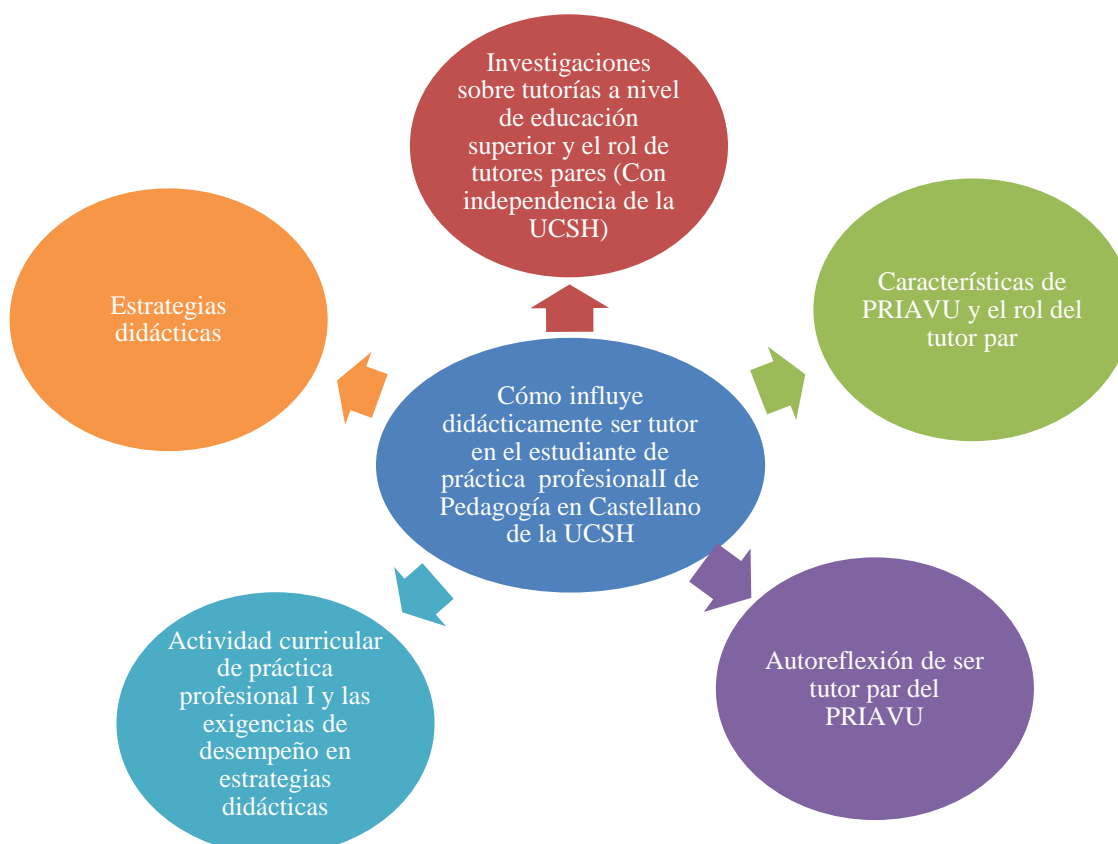 Investigaciones
sobre tutorías a nivel
de educación
superior y el rol de
tutores pares (Con
independencia de la
UCSH)
Estrategias
didácticas
Características de
PRIAVU y el rol del
tutor par
Cómo influye
didácticamente ser tutor
en el estudiante de
práctica profesionalI de
Pedagogía en Castellano
de la UCSH
Actividad curricular
de práctica
profesional I y las
exigencias de
desempeño en
estrategias
didácticas
Autoreflexión de ser
tutor par del
PRIAVU